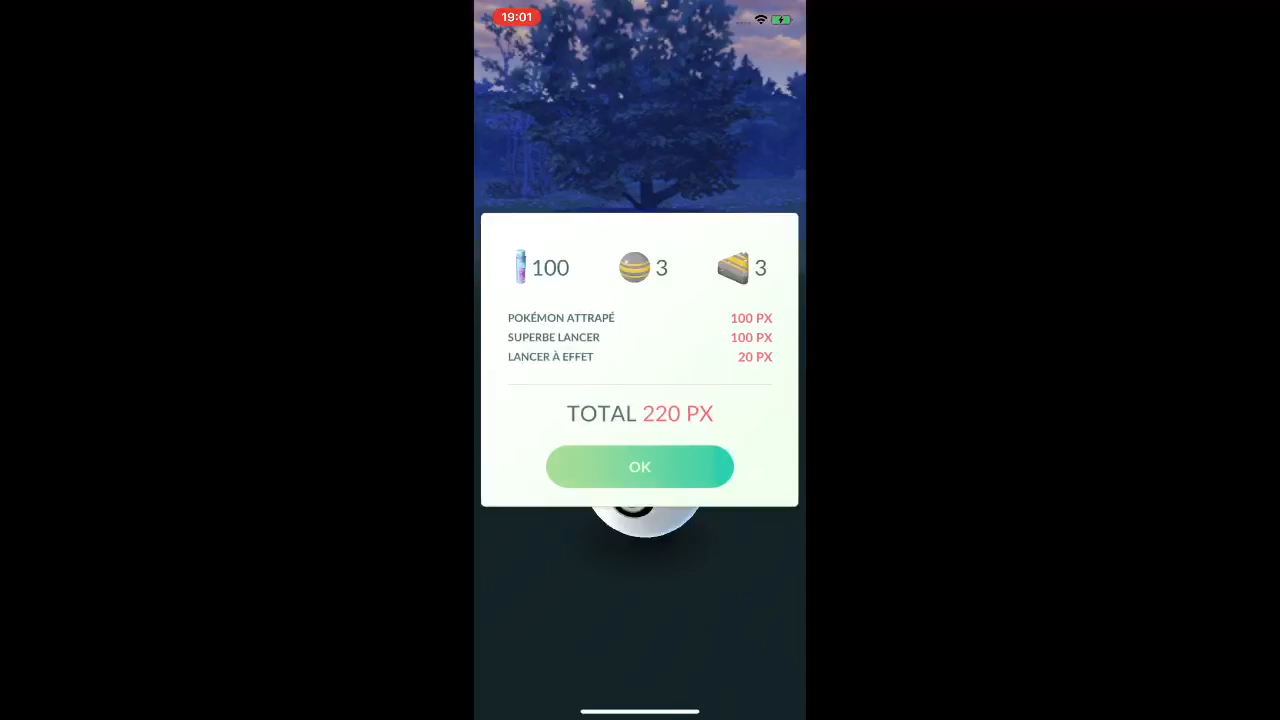 19:01
100 3 3
POKÉMON ATTRAPÉ 100 PX
SUPERBE LANCER 100 PX
LANCER À EFFET 20 PX
TOTAL 220 PX
OK